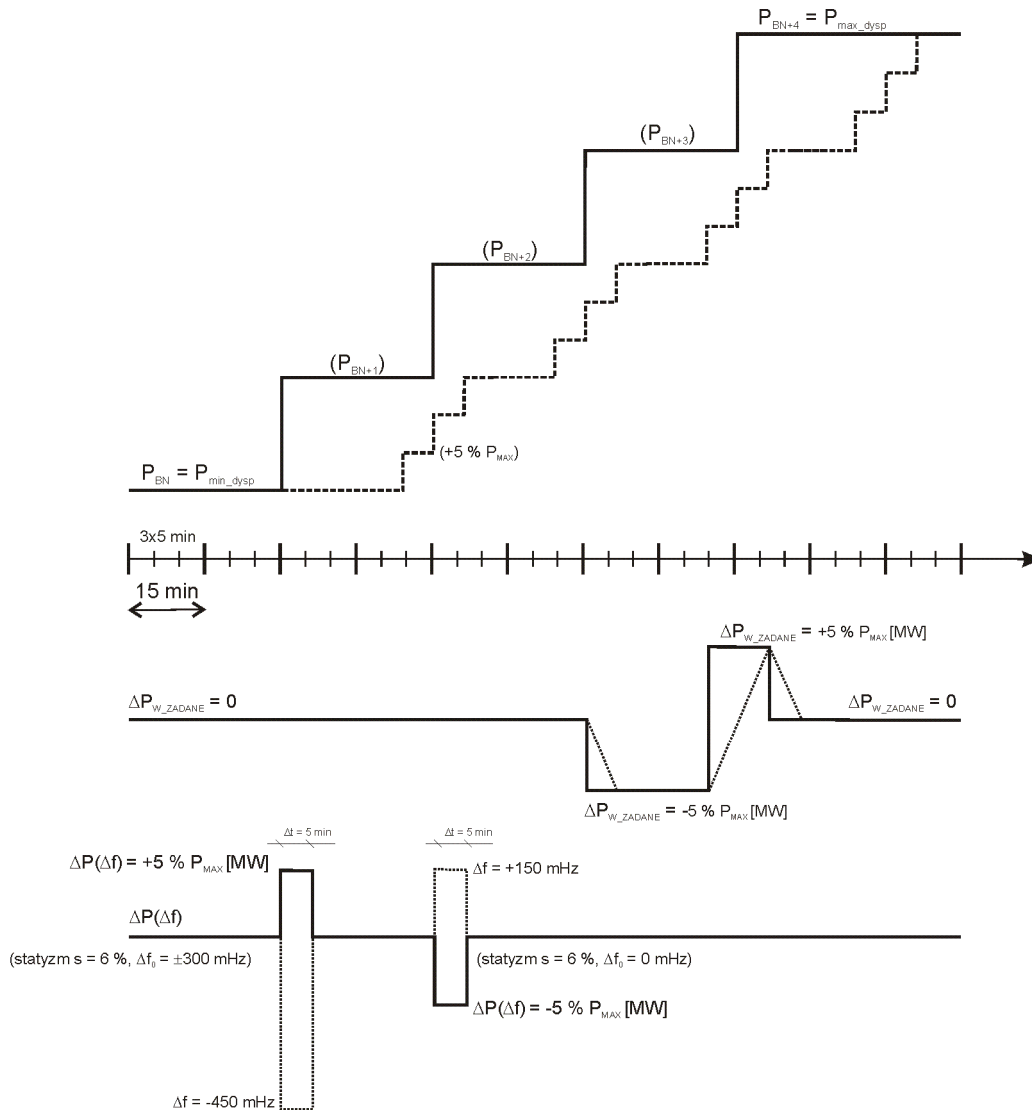 P_BN+4 = P_max_dysp
(P_BN+3)
(P_BN+2)
(P_BN+1)
(+5 % P_MAX)
P_BN = P_min_dysp
3x5 min
15 min
ΔP_W_ZADANE = +5 % P_MAX [MW]
ΔP_W_ZADANE = 0
ΔP_W_ZADANE = 0
ΔP_W_ZADANE = -5 % P_MAX [MW]
Δt = 5 min
Δt = 5 min
ΔP(Δf) = +5 % P_MAX [MW]
Δf = +150 mHz
ΔP(Δf)
(statyzm s = 6 %, Δf₀ = ±300 mHz)
(statyzm s = 6 %, Δf₀ = 0 mHz)
ΔP(Δf) = -5 % P_MAX [MW]
Δf = -450 mHz